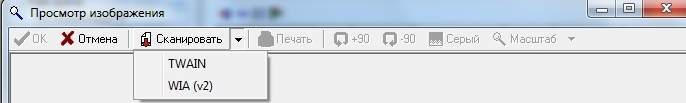 Просмотр изображения
OK Отмена Сканировать Печать +90 -90 Серый Масштаб
TWAIN
WIA (v2)